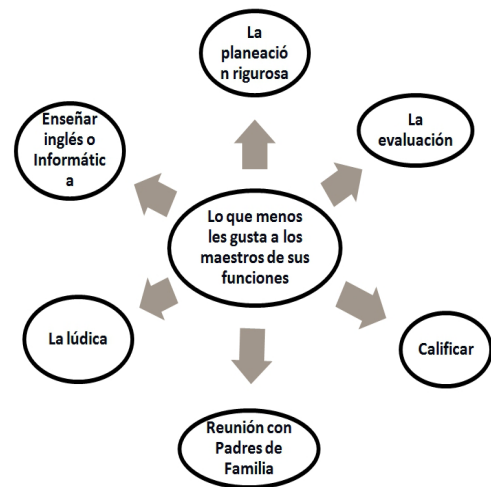 La
planeació
n rigurosa
La
evaluación
Calificar
Reunión con
Padres de
Familia
La lúdica
Enseñar
inglés o
Informátic
a
Lo que menos
les gusta a los
maestros de sus
funciones